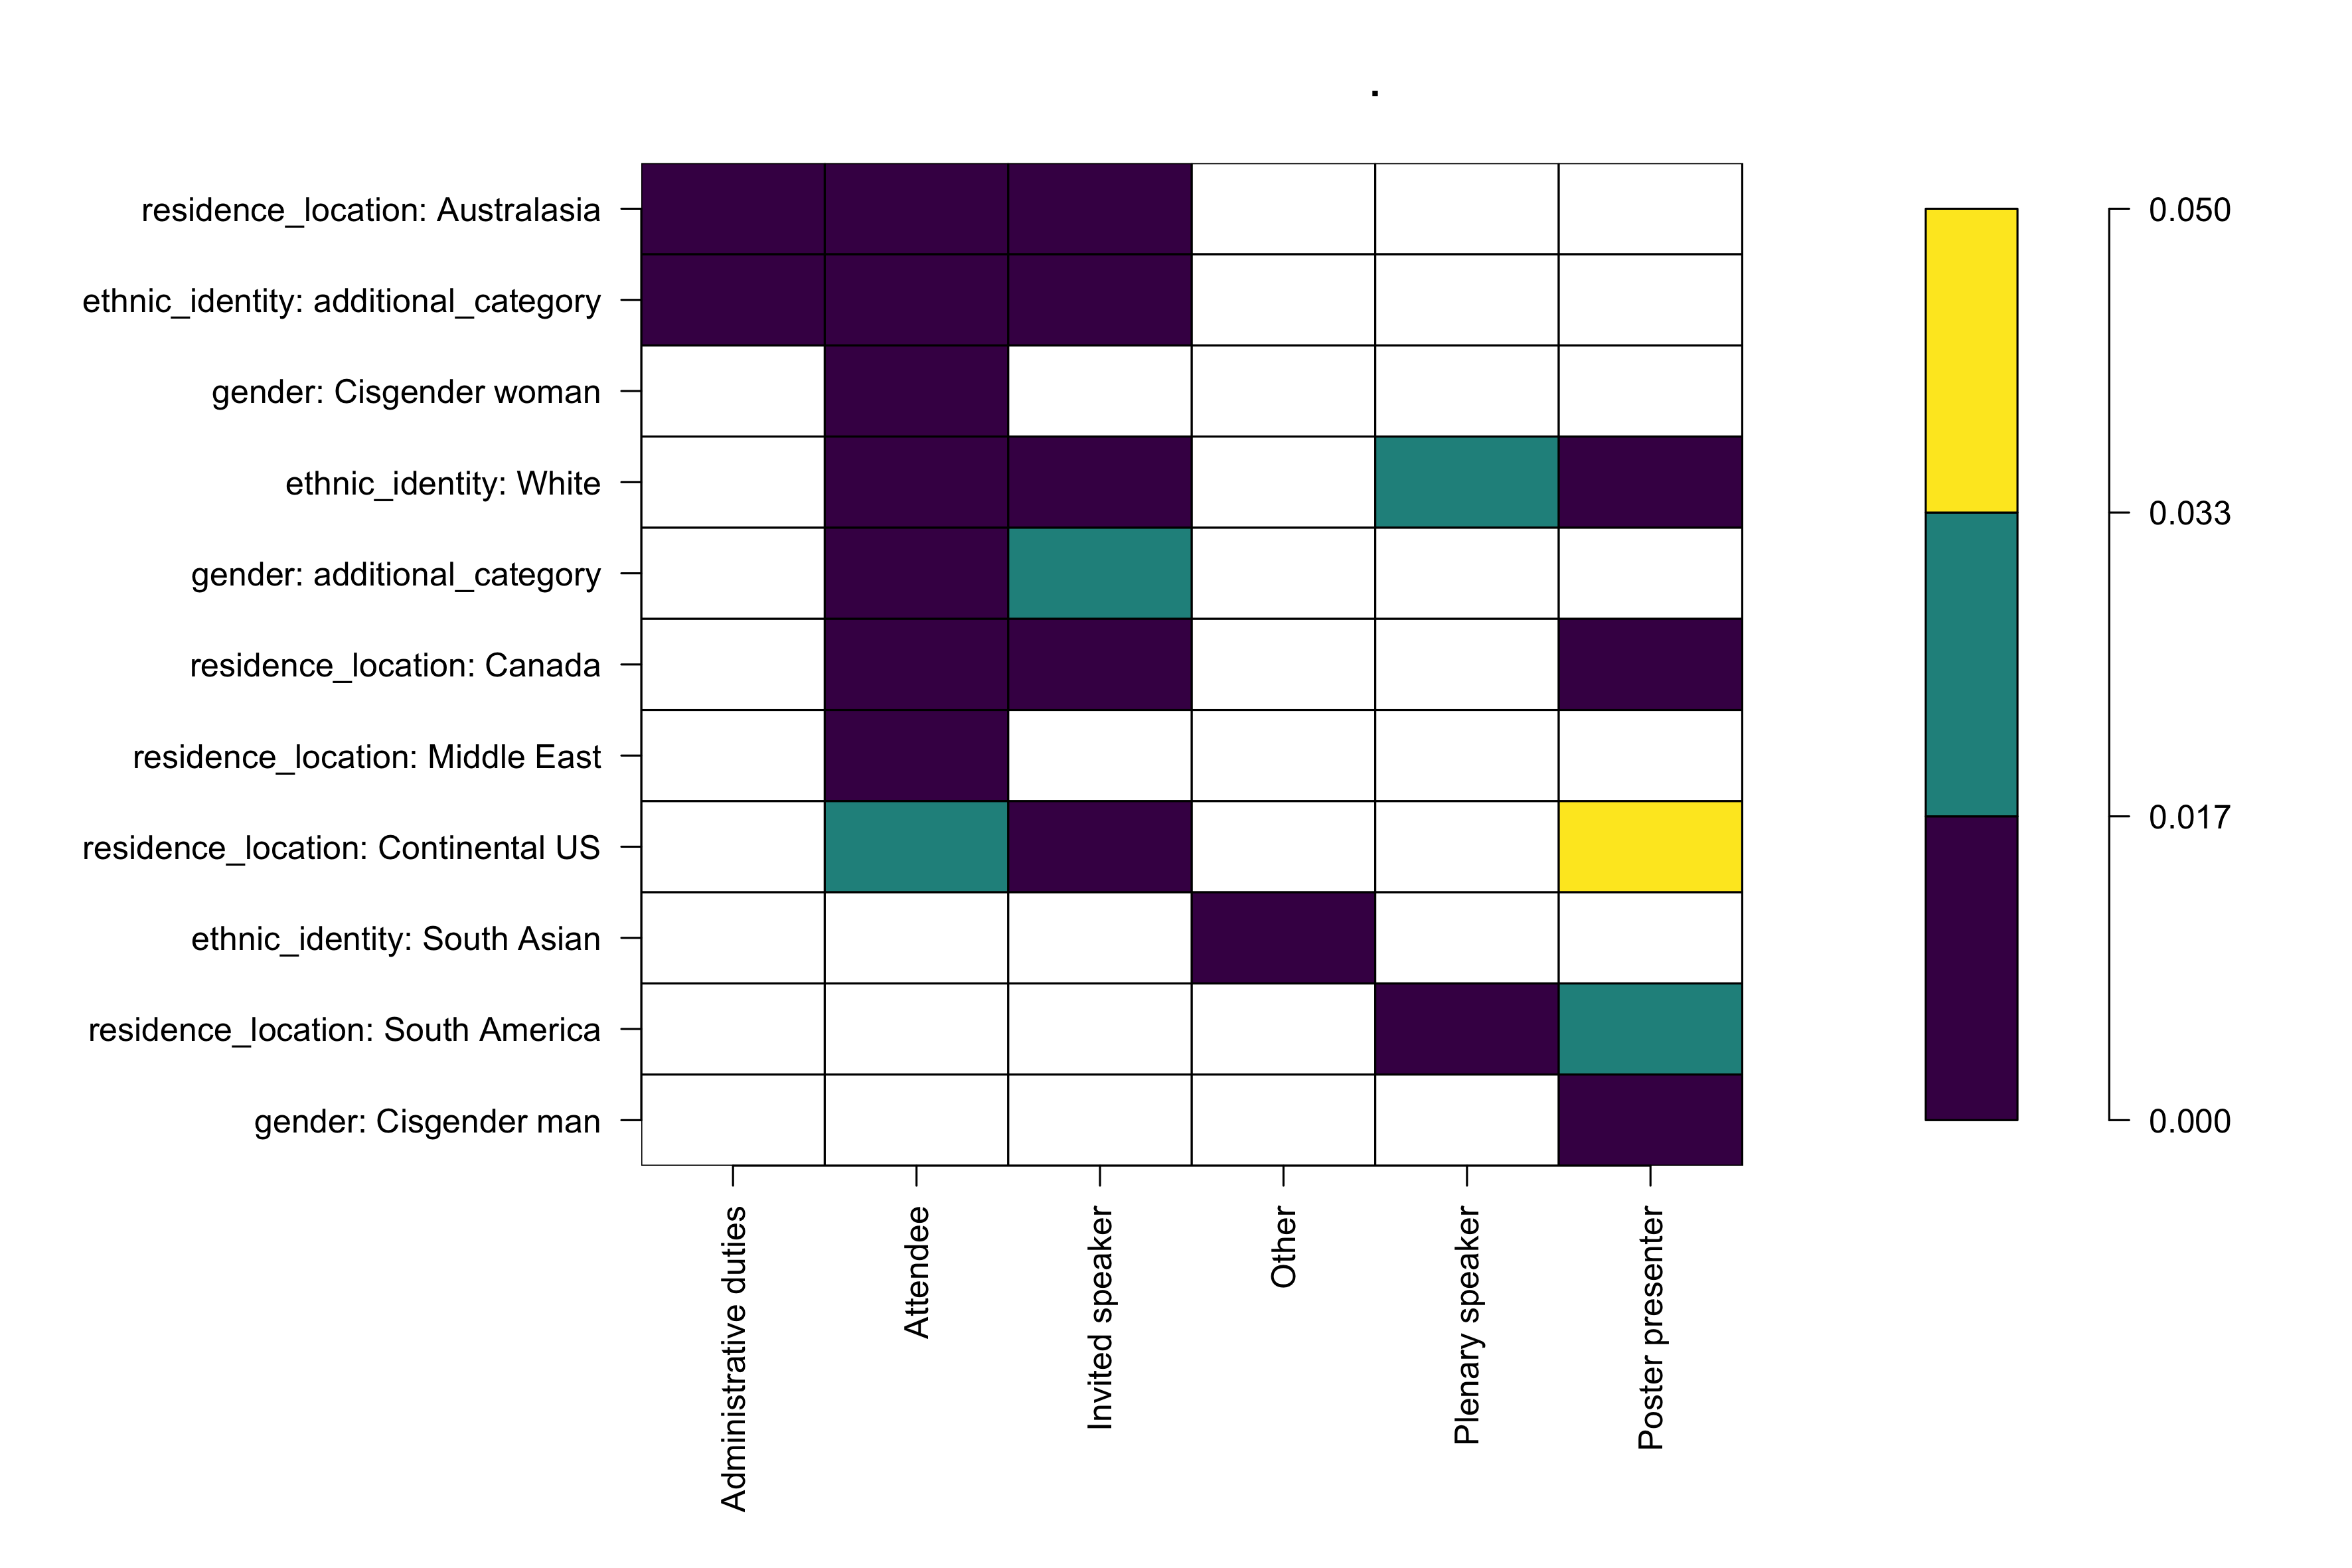 .
residence_location: Australasia
ethnic_identity: additional_category
gender: Cisgender woman
ethnic_identity: White
gender: additional_category
residence_location: Canada
residence_location: Middle East
residence_location: Continental US
ethnic_identity: South Asian
residence_location: South America
gender: Cisgender man
Administrative duties
Attendee
Invited speaker
Other
Plenary speaker
Poster presenter
0.050
0.033
0.017
0.000